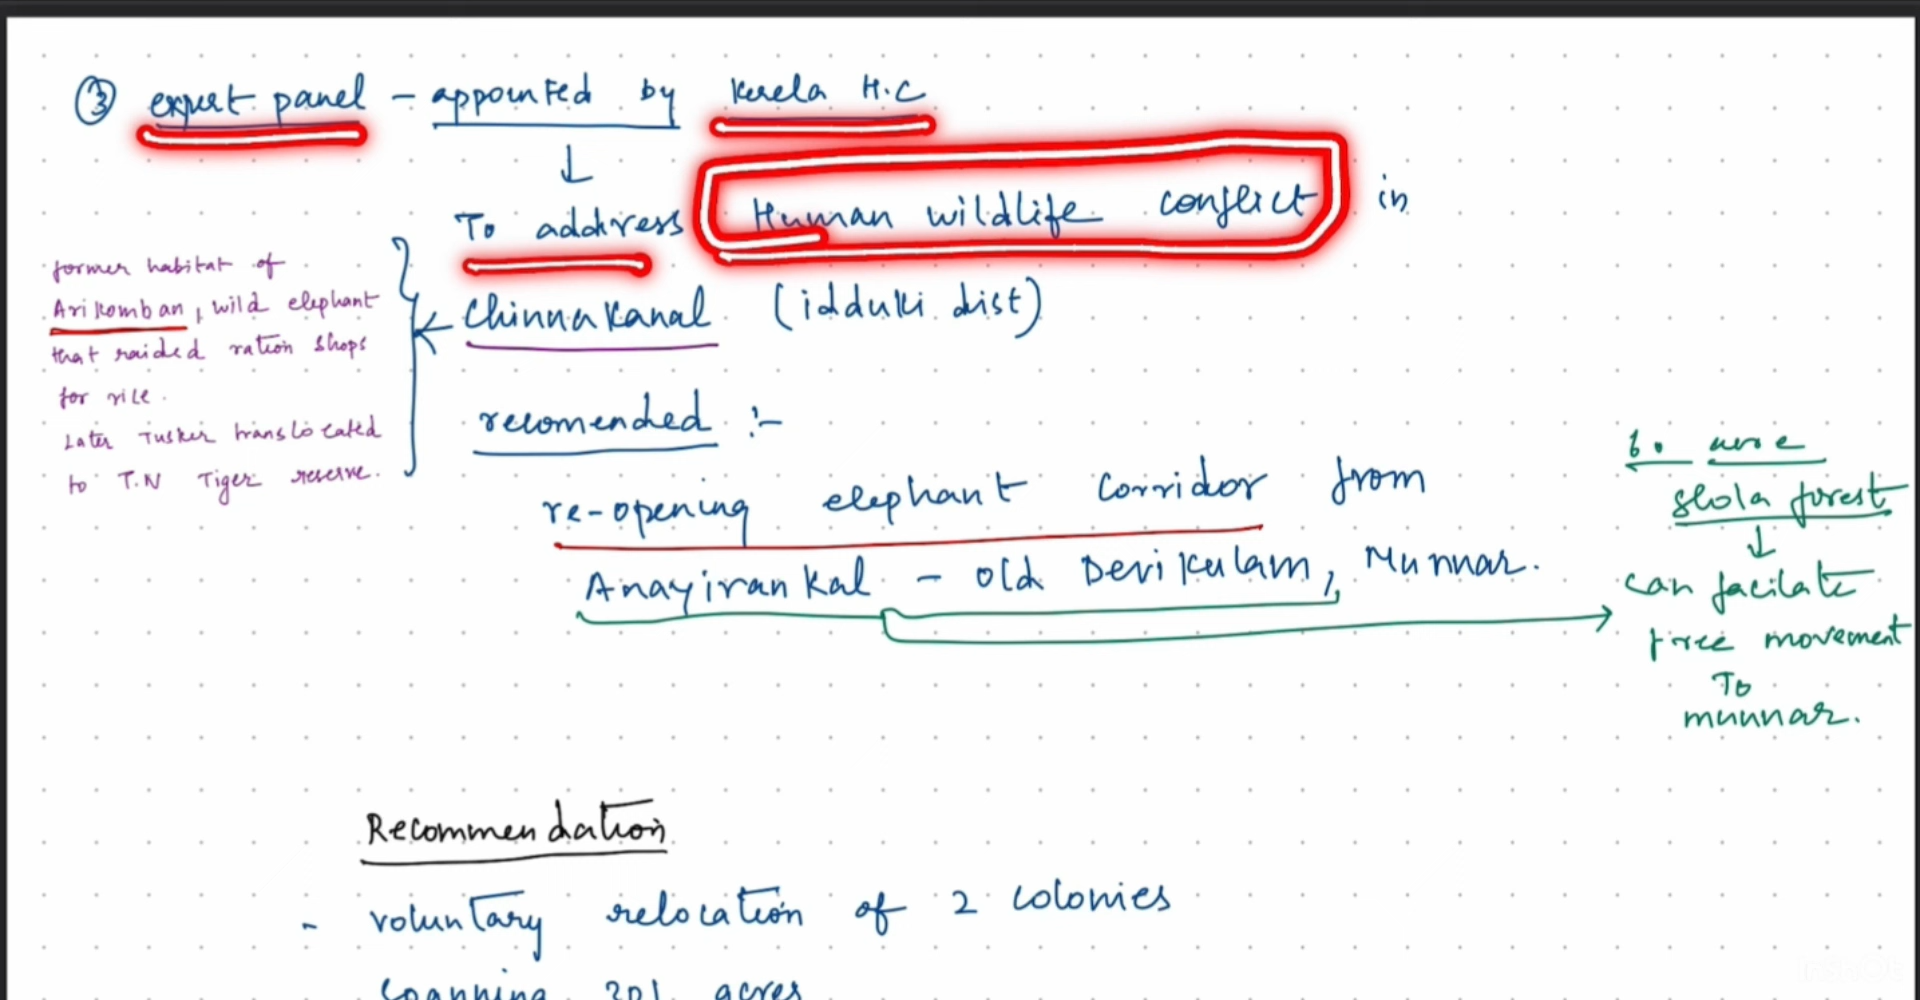 ③ expert panel - appointed by Kerela H.C
↓
To address Human wildlife conflict in
Chinnakanal (idduki dist)
former habitat of
Arikomban, wild elephant
that raided ration shops
for rice.
Later Tusker translocated
to T.N Tiger reserve.
recomended :-
re-opening elephant corridor from
Anayirankal - old Devikulam, Munnar.
shola forest
↓
can facilate
free movement
To
munnar.
Recommendation
- voluntary relocation of 2 colonies
spanning 301 acres